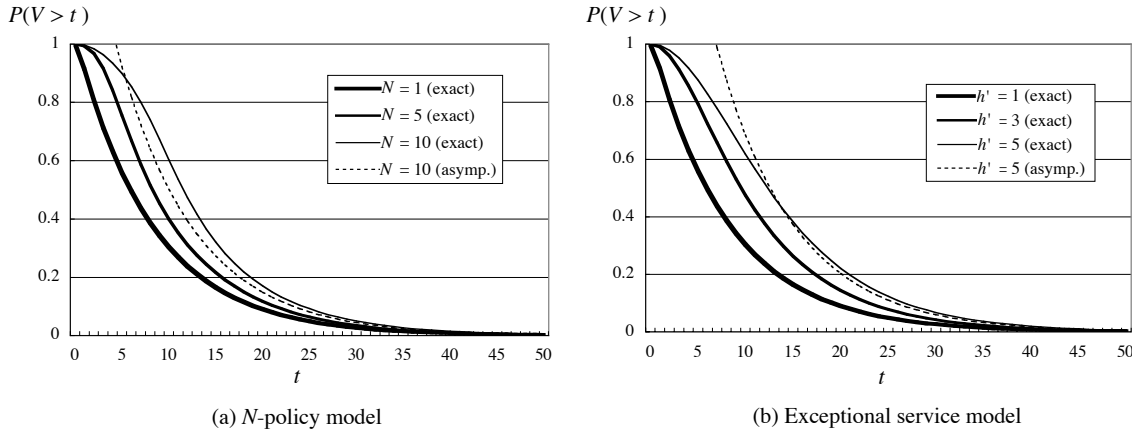 P(V > t )
1
0.8
0.6
0.4
0.2
0
0 5 10 15 20 25 30 35 40 45 50
t
N = 1 (exact)
N = 5 (exact)
N = 10 (exact)
N = 10 (asymp.)
(a) N-policy model
P(V > t )
1
0.8
0.6
0.4
0.2
0
0 5 10 15 20 25 30 35 40 45 50
t
h' = 1 (exact)
h' = 3 (exact)
h' = 5 (exact)
h' = 5 (asymp.)
(b) Exceptional service model